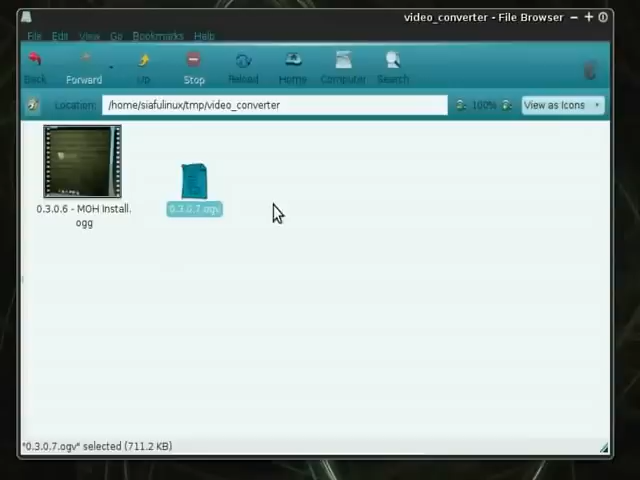 video_converter - File Browser
File Edit View Go Bookmarks Help
Back Forward Up Stop Reload Home Computer Search
Location: /home/siafulinux/tmp/video_converter 100% View as Icons
0.3.0.6 - MOH Install.
ogg
0.3.0.7.ogv
"0.3.0.7.ogv" selected (711.2 KB)